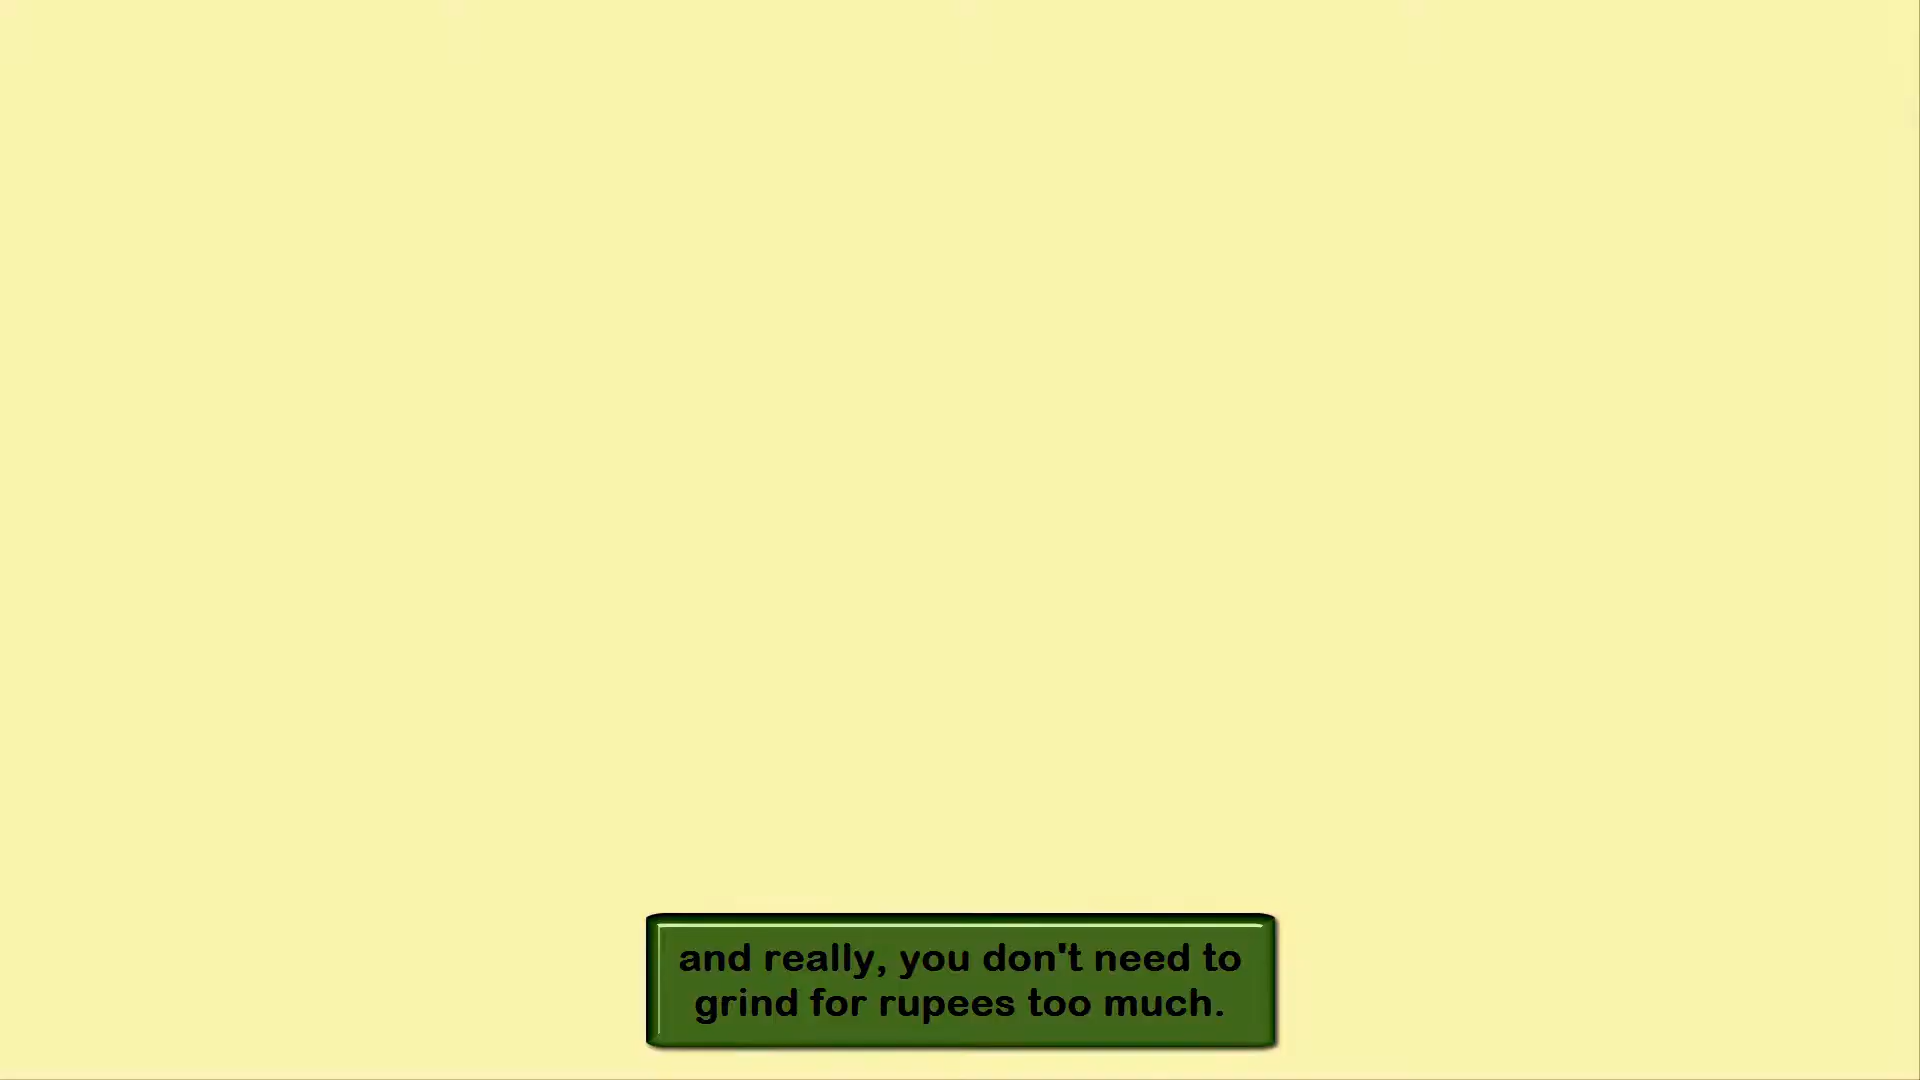 and really, you don't need to
grind for rupees too much.